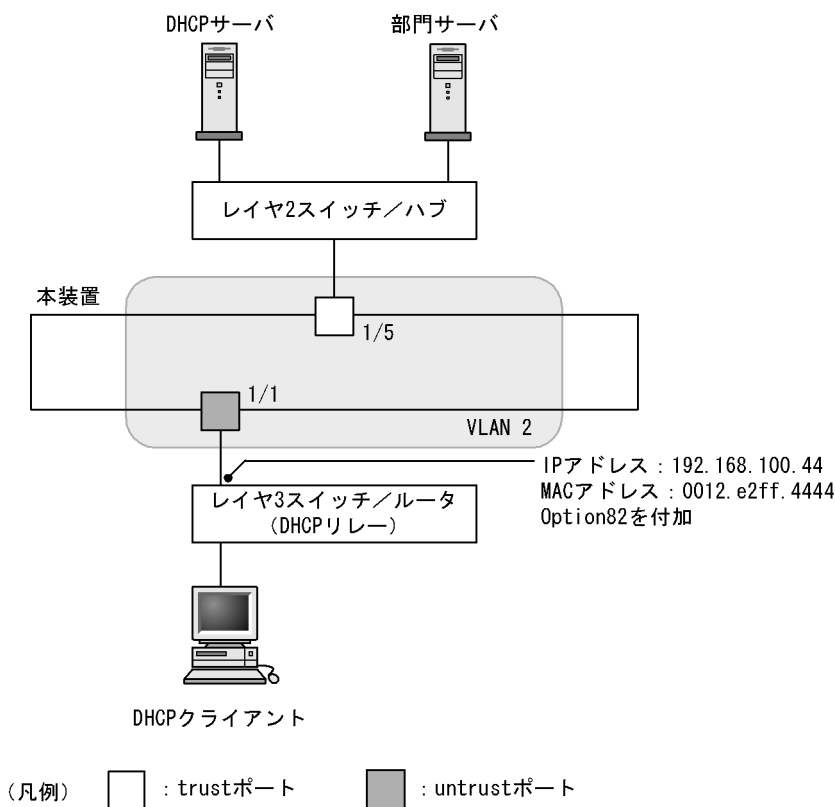 DHCPサーバ
部門サーバ
レイヤ2スイッチ／ハブ
本装置
1/5
1/1
VLAN 2
IPアドレス：192.168.100.44
MACアドレス：0012.e2ff.4444
Option82を付加
レイヤ3スイッチ／ルータ
（DHCPリレー）
DHCPクライアント
（凡例）
：trustポート
：untrustポート